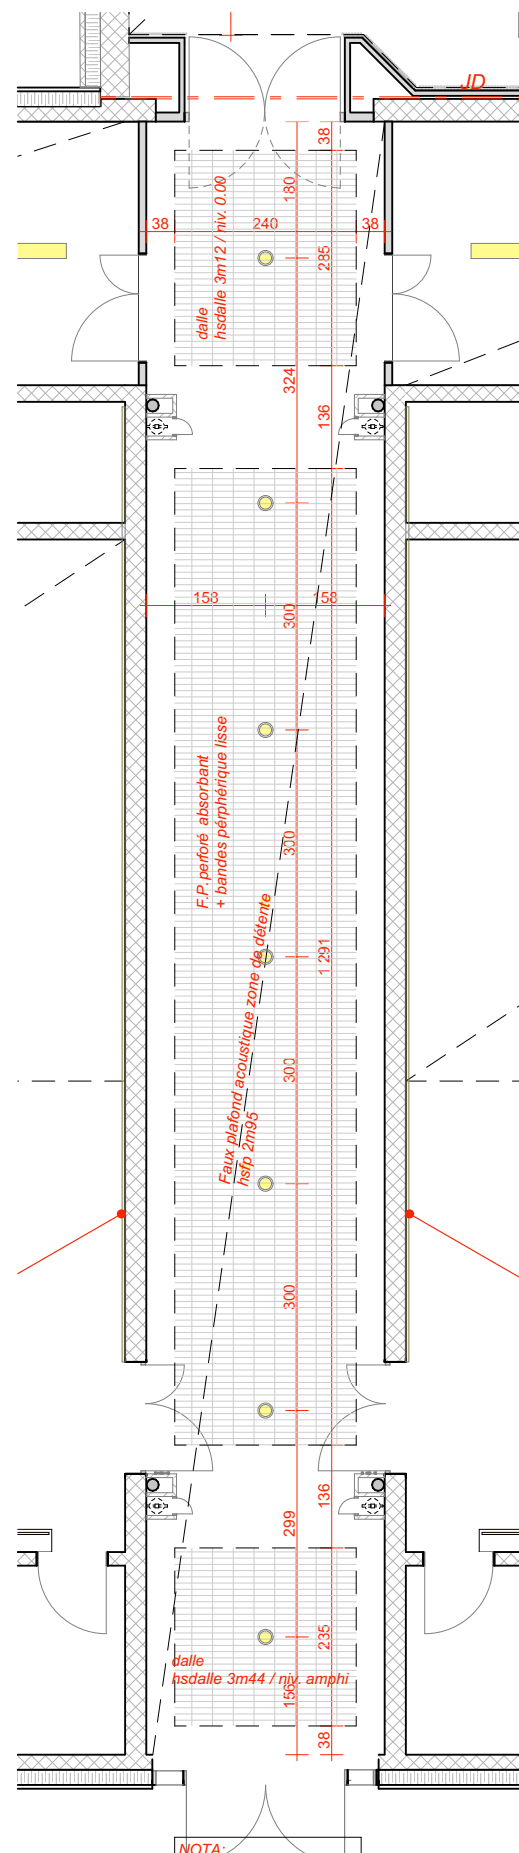 JD
38
180
38
240
38
285
dalle
hsdalle 3m12 / niv. 0.00
324
136
158
158
300
F.P. perforé absorbant
+ bandes pérphérique lisse
300
1 291
Faux plafond acoustique zone de détente
hsfp 2m95
300
300
136
299
235
dalle
hsdalle 3m44 / niv. amphi
156
38
NOTA: